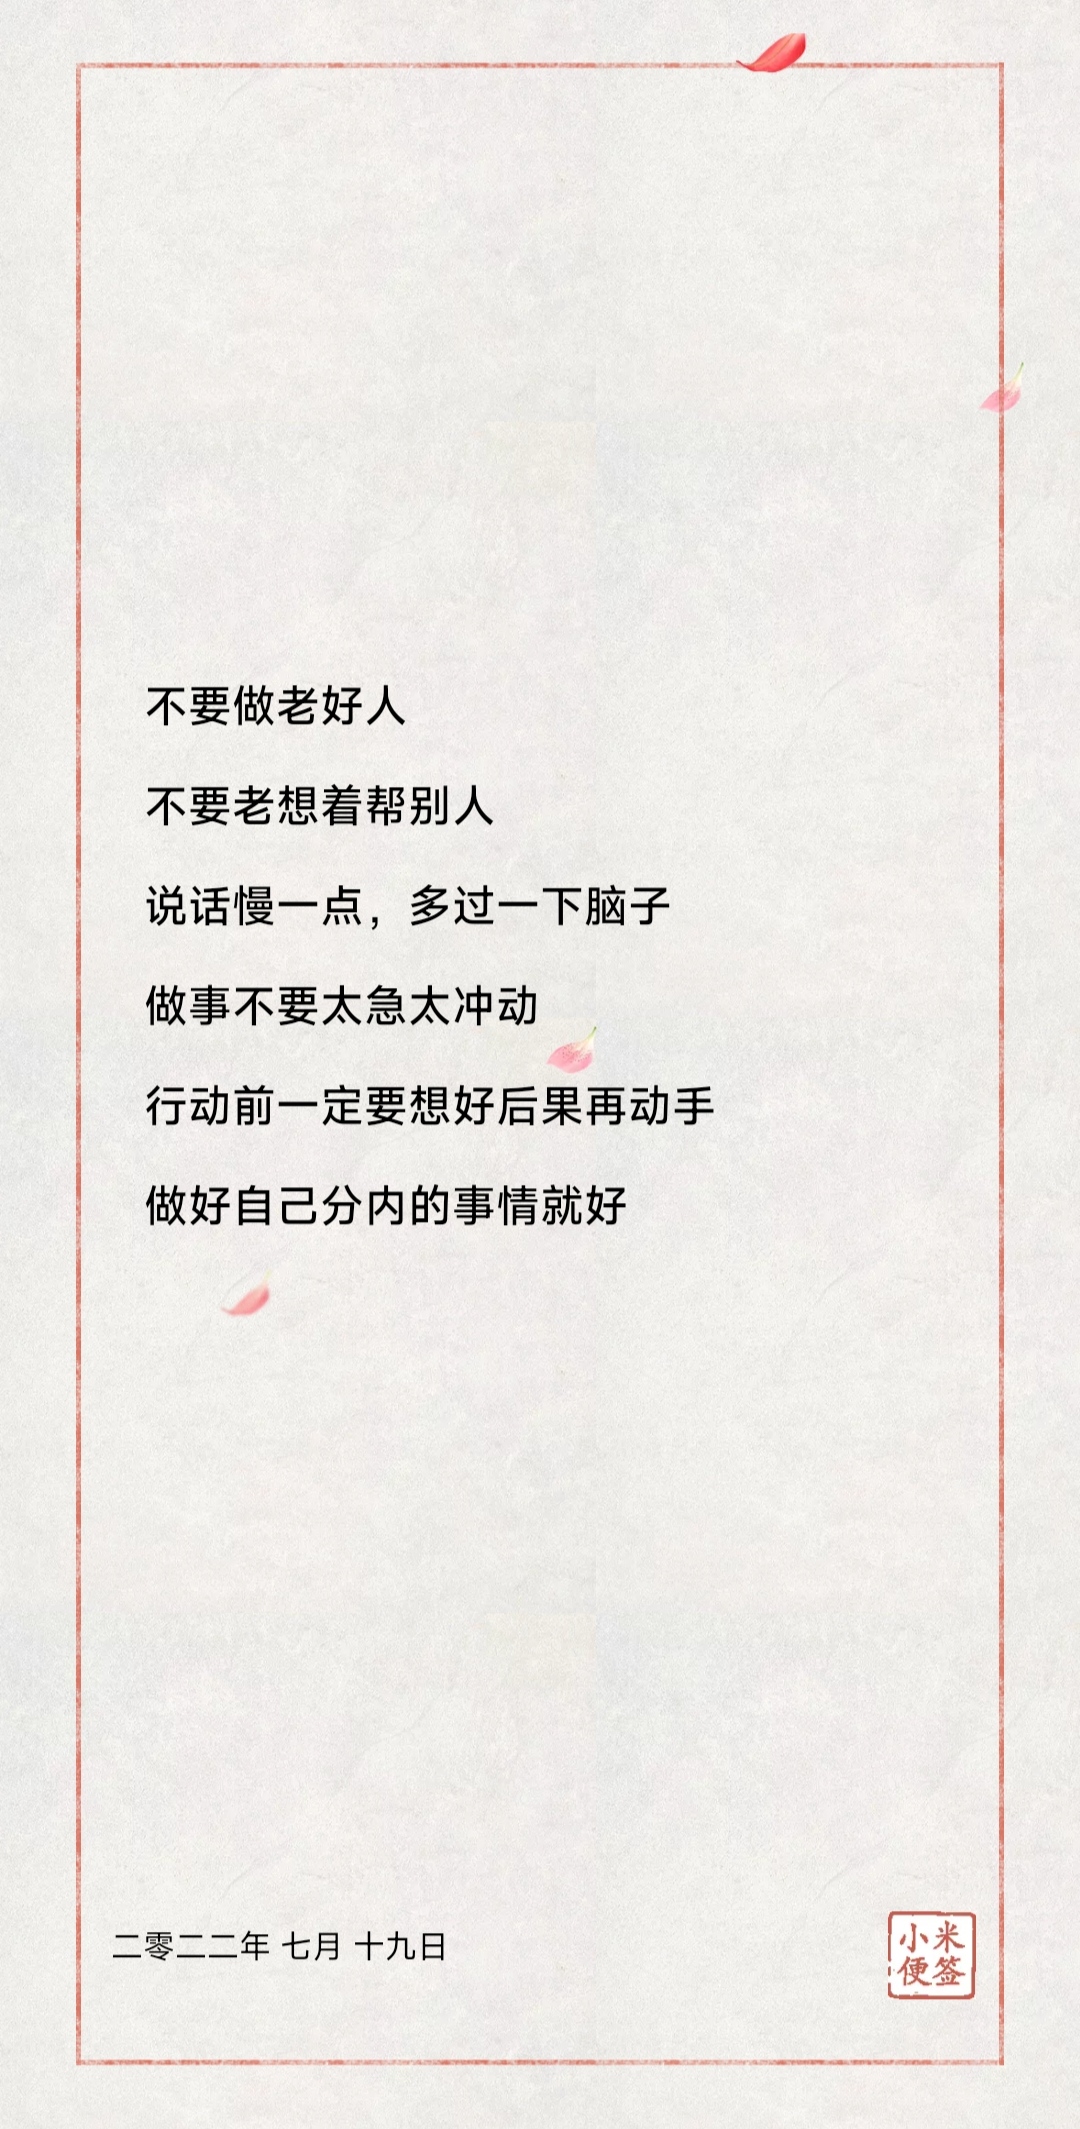 不要做老好人
不要老想着帮别人
说话慢一点，多过一下脑子
做事不要太急太冲动
行动前一定要想好后果再动手
做好自己分内的事情就好
二零二二年 七月 十九日
小米
便签